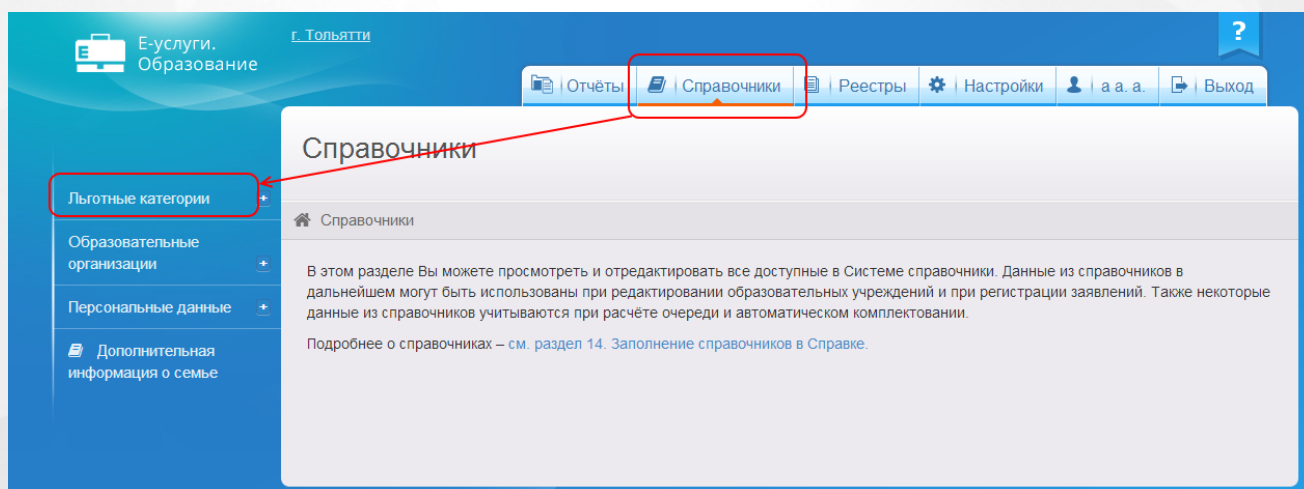 Е-услуги.
Образование
г. Тольятти
?
Отчёты
Справочники
Реестры
Настройки
а а. а.
Выход
Справочники
Льготные категории
Образовательные
организации
Персональные данные
Дополнительная
информация о семье
Справочники
В этом разделе Вы можете просмотреть и отредактировать все доступные в Системе справочники. Данные из справочников в
дальнейшем могут быть использованы при редактировании образовательных учреждений и при регистрации заявлений. Также некоторые
данные из справочников учитываются при расчёте очереди и автоматическом комплектовании.
Подробнее о справочниках – см. раздел 14. Заполнение справочников в Справке.